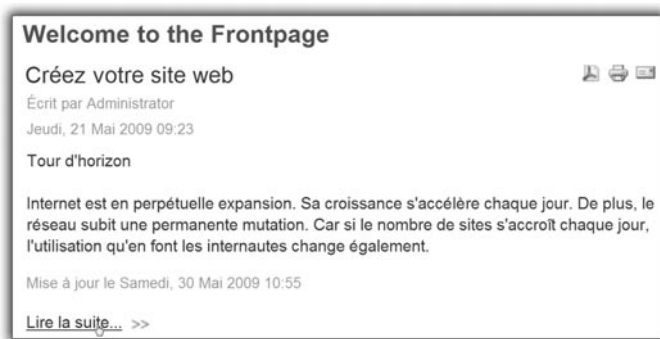 Welcome to the Frontpage
Créez votre site web
Écrit par Administrator
Jeudi, 21 Mai 2009 09:23
Tour d'horizon
Internet est en perpétuelle expansion. Sa croissance s'accélère chaque jour. De plus, le
réseau subit une permanente mutation. Car si le nombre de sites s'accroît chaque jour,
l'utilisation qu'en font les internautes change également.
Mise à jour le Samedi, 30 Mai 2009 10:55
Lire la suite... >>